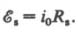 ℰₛ = i₀Rₛ.